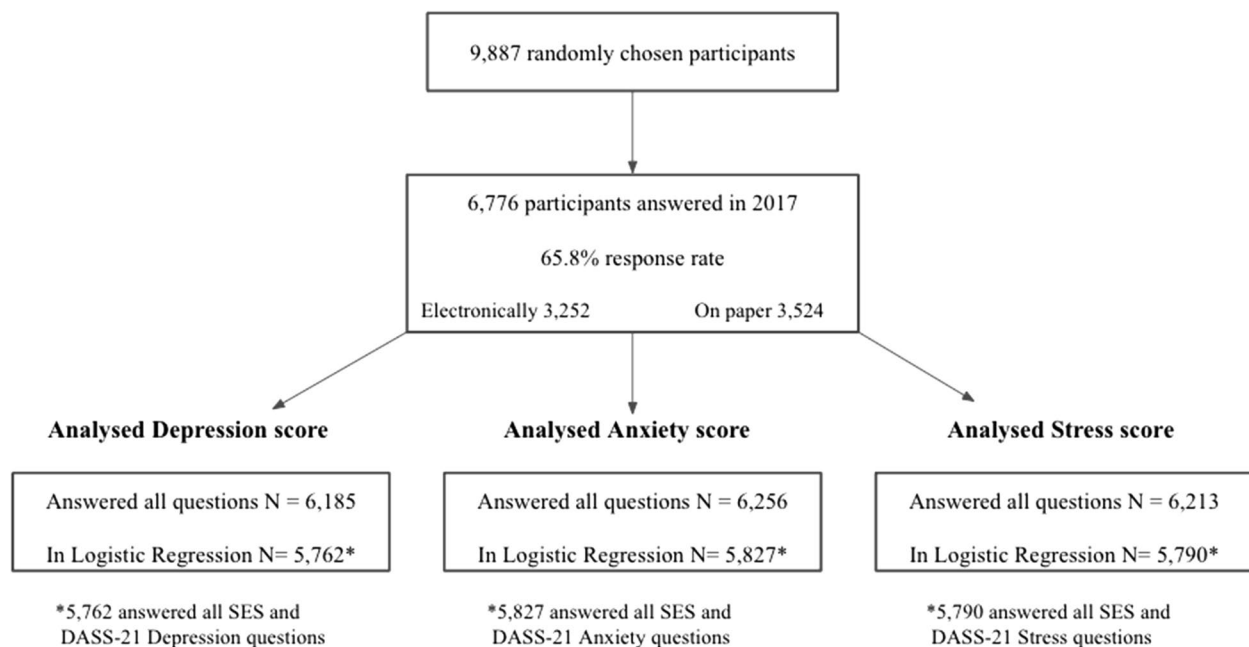 9,887 randomly chosen participants
6,776 participants answered in 2017
65.8% response rate
Electronically 3,252 On paper 3,524
Analysed Depression score
Answered all questions N = 6,185
In Logistic Regression N= 5,762*
*5,762 answered all SES and
DASS-21 Depression questions
Analysed Anxiety score
Answered all questions N = 6,256
In Logistic Regression N= 5,827*
*5,827 answered all SES and
DASS-21 Anxiety questions
Analysed Stress score
Answered all questions N = 6,213
In Logistic Regression N= 5,790*
*5,790 answered all SES and
DASS-21 Stress questions